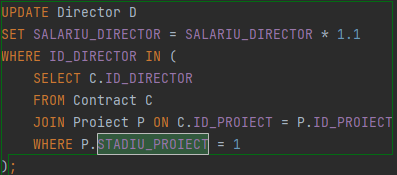 UPDATE Director D
SET SALARIU_DIRECTOR = SALARIU_DIRECTOR * 1.1
WHERE ID_DIRECTOR IN (
SELECT C.ID_DIRECTOR
FROM Contract C
JOIN Proiect P ON C.ID_PROIECT = P.ID_PROIECT
WHERE P.STADIU_PROIECT = 1
);